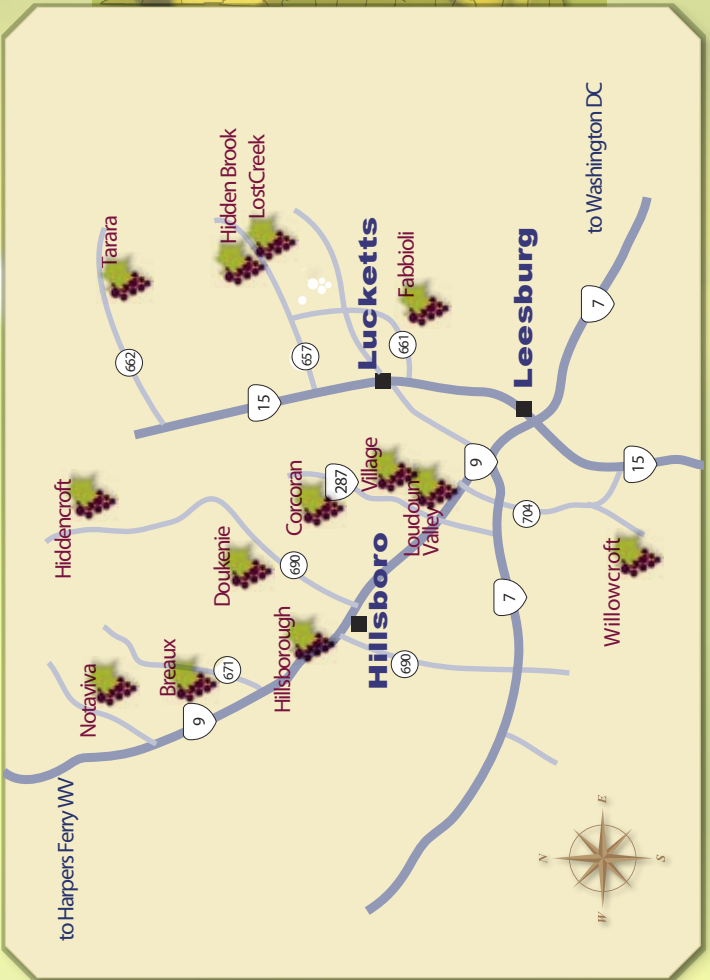 to Washington DC
Tarara
Hidden Brook
LostCreek
Fabbioli
662
657
661
Lucketts
Leesburg
7
15
15
Hiddencroft
Corcoran
287
Village
Loudoun
Valley
9
704
Doukenie
690
Hillsboro
Willowcroft
7
Hillsborough
690
Notaviva
Breaux
671
9
to Harpers Ferry WV
N
E
S
W